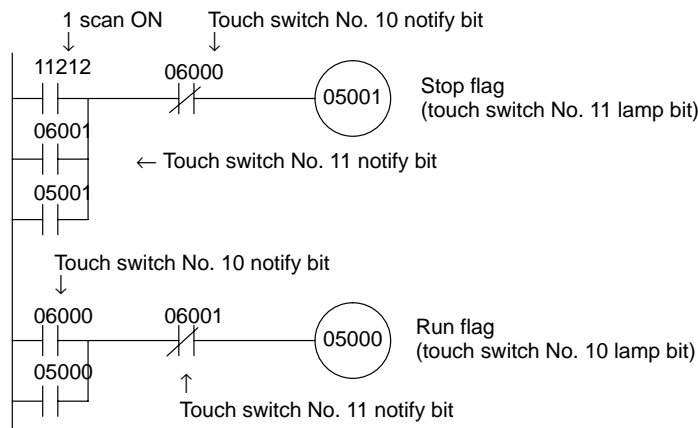 1 scan ON
Touch switch No. 10 notify bit
↓
↓
11212
06000
05001
Stop flag
(touch switch No. 11 lamp bit)
06001
← Touch switch No. 11 notify bit
05001
Touch switch No. 10 notify bit
↓
06000
06001
05000
Run flag
(touch switch No. 10 lamp bit)
05000
↑
Touch switch No. 11 notify bit